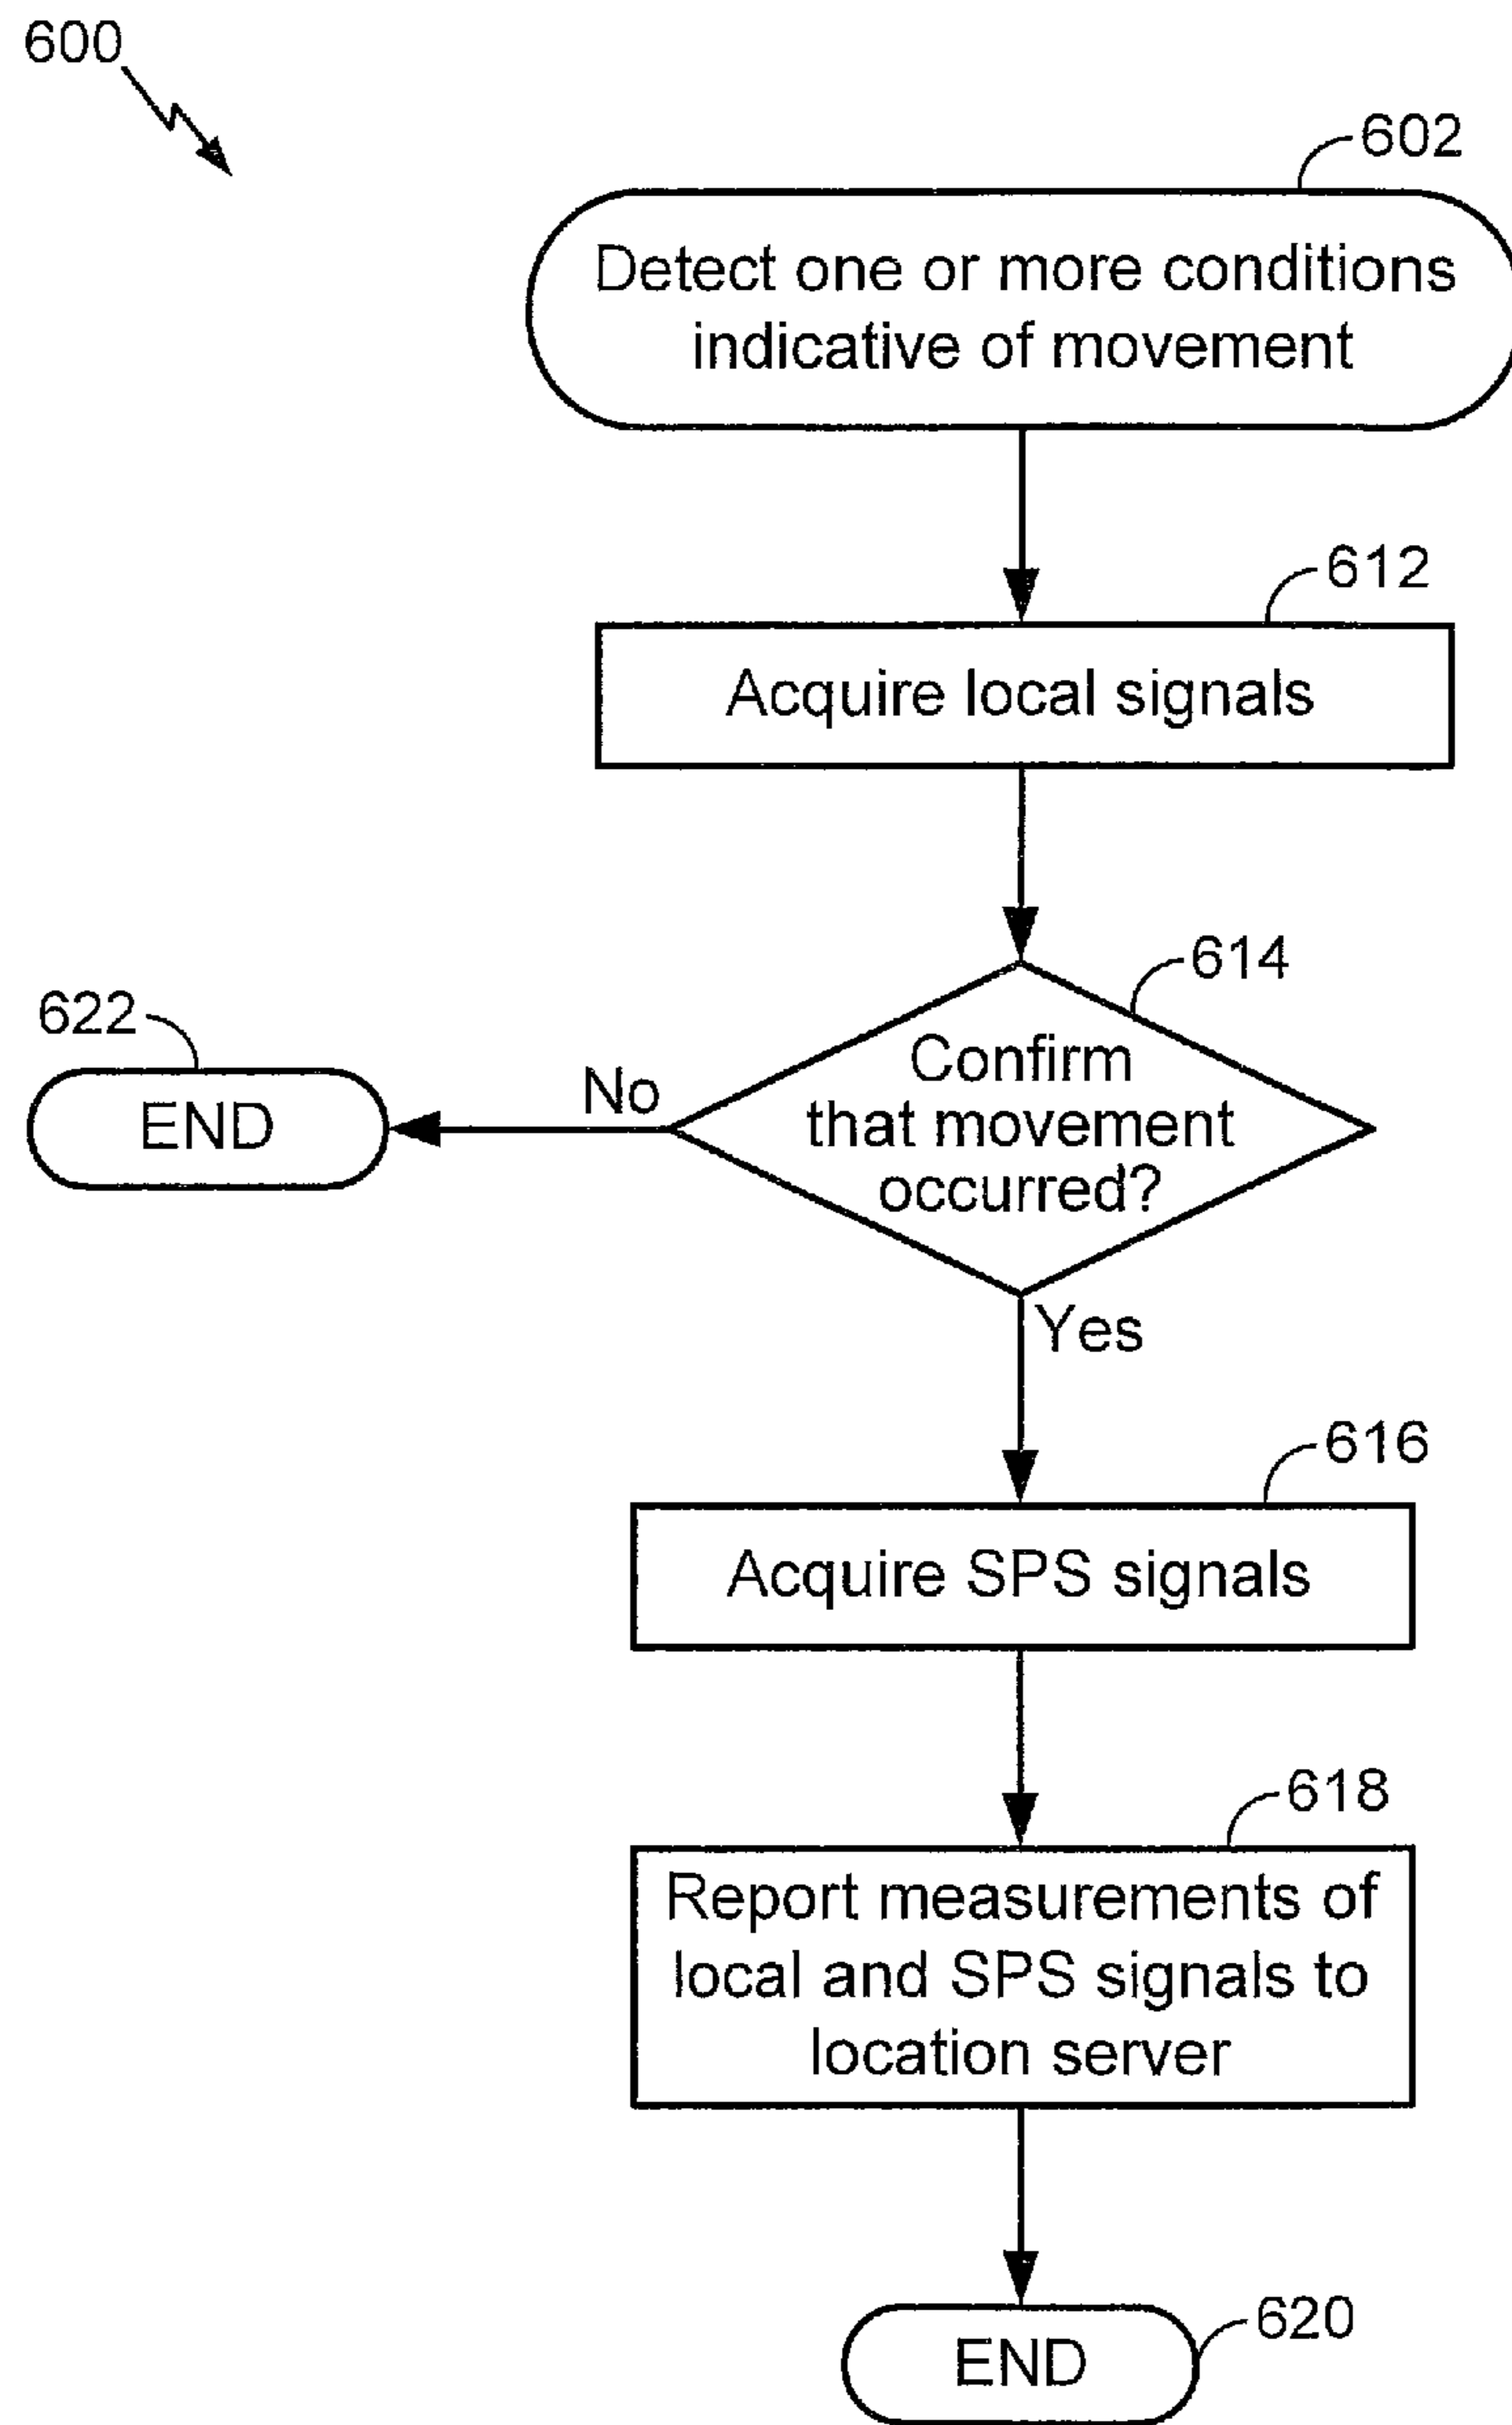 600
602
Detect one or more conditions
indicative of movement
612
Acquire local signals
614
Confirm
that movement
occurred?
622
END
No
Yes
616
Acquire SPS signals
618
Report measurements of
local and SPS signals to
location server
620
END